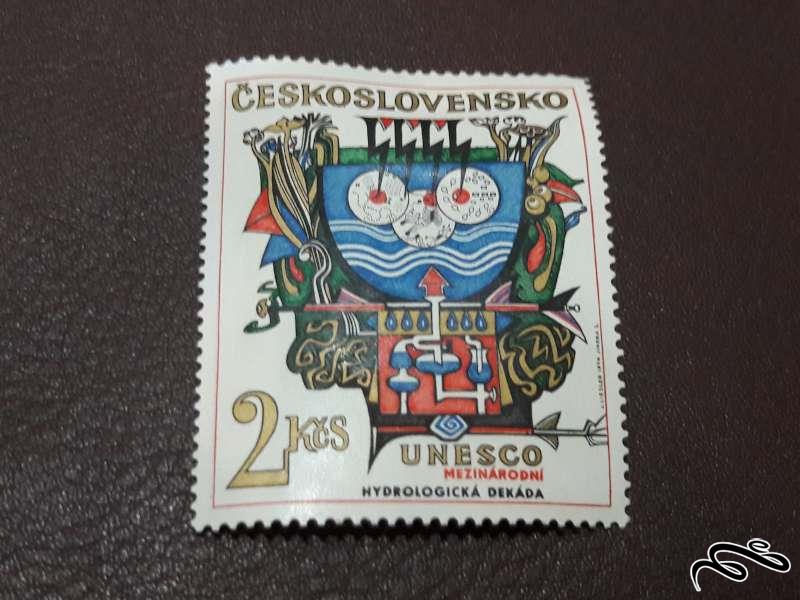 ČESKOSLOVENSKO
2 Kčs
UNESCO
MEZINÁRODNÍ
HYDROLOGICKÁ DEKÁDA